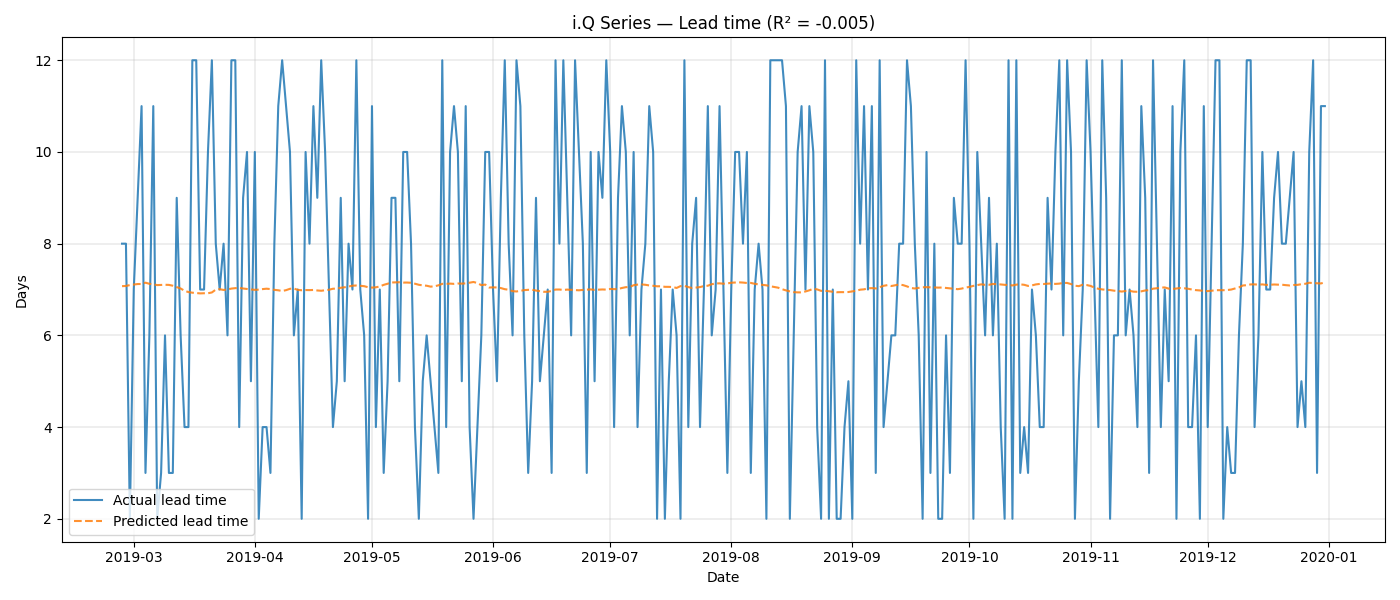 i.Q Series — Lead time (R² = -0.005)
Days
12
10
8
6
4
2
Actual lead time
Predicted lead time
2019-03 2019-04 2019-05 2019-06 2019-07 2019-08 2019-09 2019-10 2019-11 2019-12 2020-01
Date